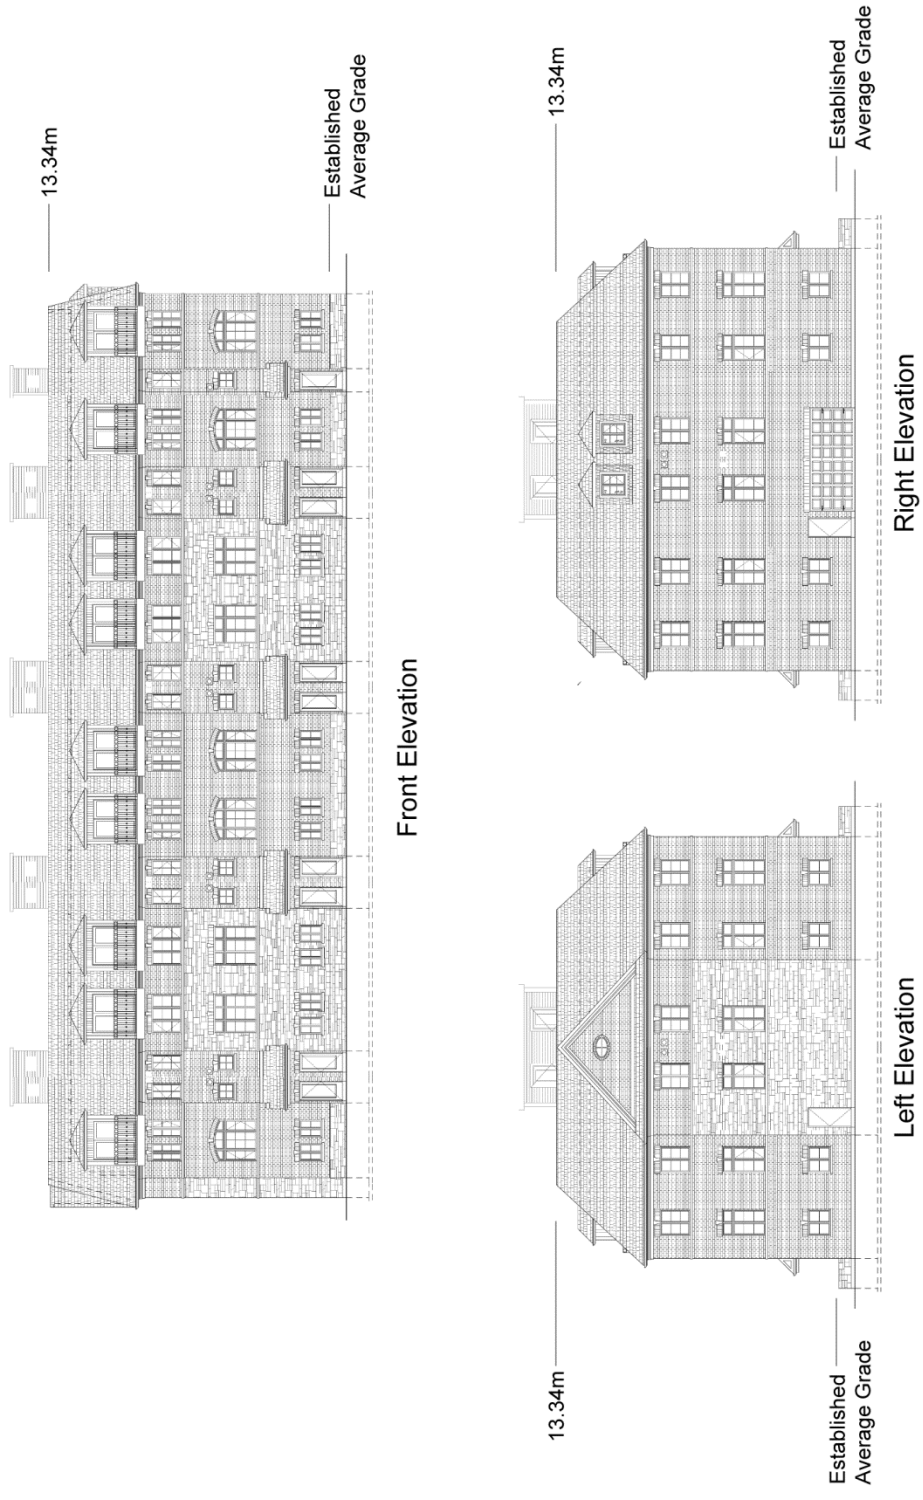 13.34m
Established
Average Grade
Front Elevation
13.34m
Established
Average Grade
Right Elevation
13.34m
Established
Average Grade
Left Elevation